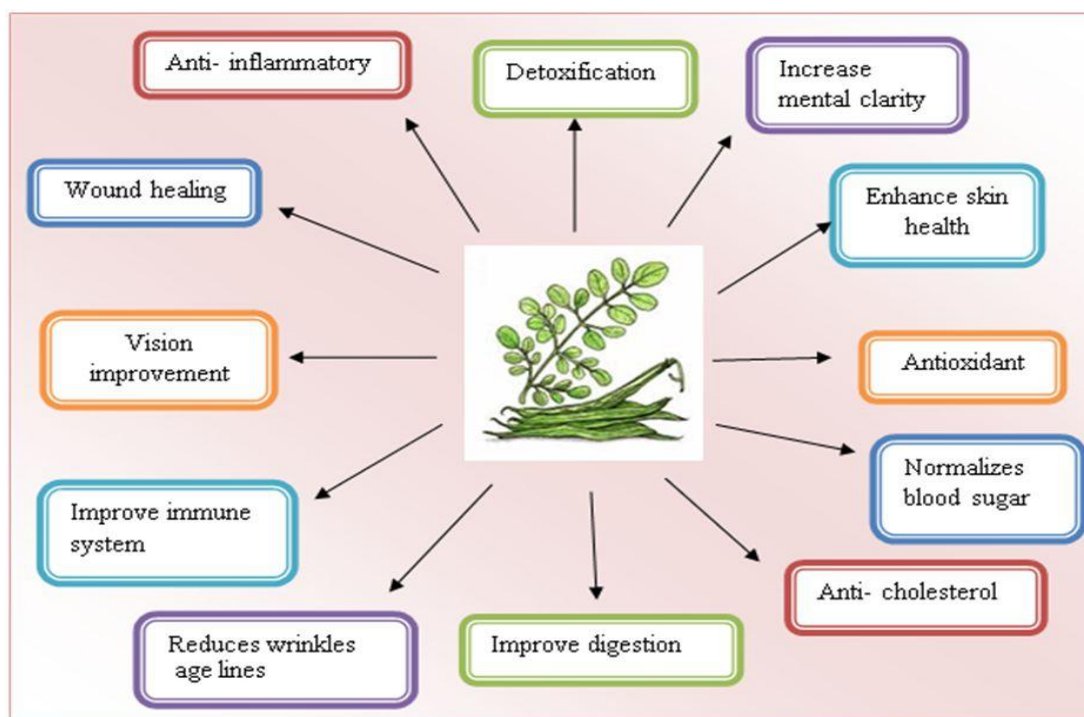 Anti- inflammatory
Detoxification
Increase
mental clarity
Wound healing
Enhance skin
health
Vision
improvement
Antioxidant
Normalizes
blood sugar
Improve immune
system
Anti- cholesterol
Reduces wrinkles
age lines
Improve digestion